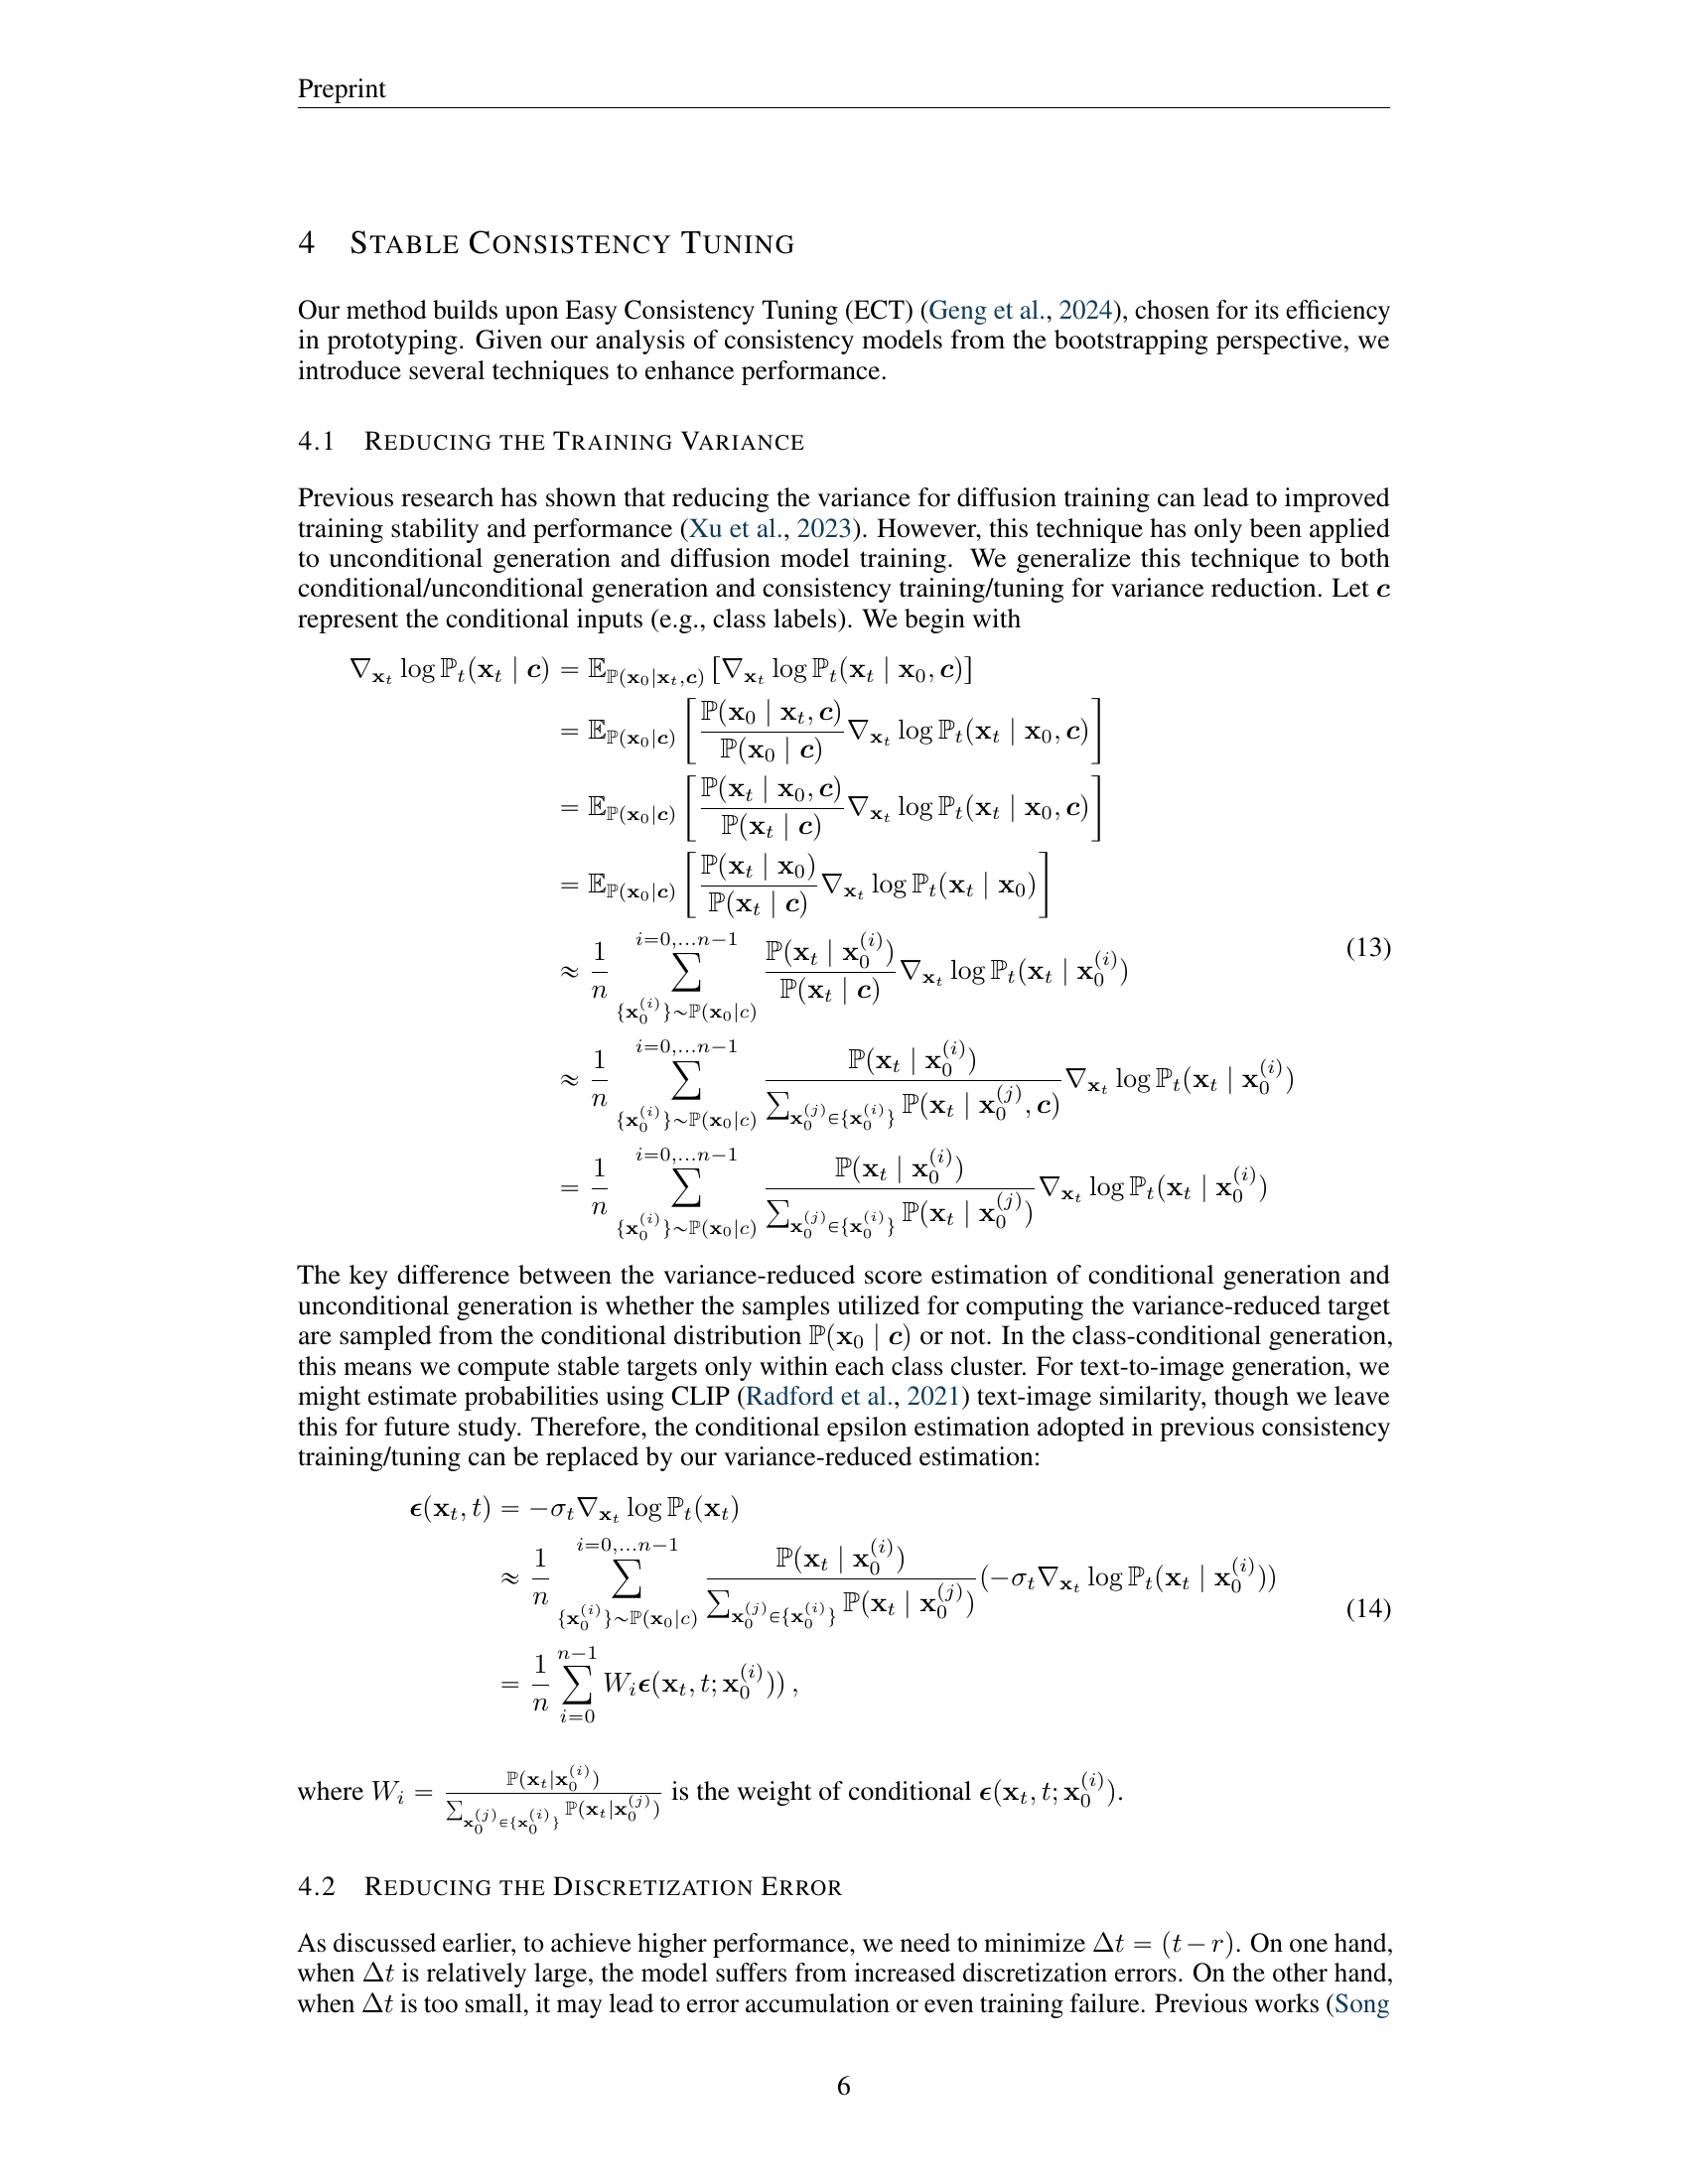 Preprint
4 STABLE CONSISTENCY TUNING
Our method builds upon Easy Consistency Tuning (ECT) (Geng et al., 2024), chosen for its efficiency
in prototyping. Given our analysis of consistency models from the bootstrapping perspective, we
introduce several techniques to enhance performance.
4.1 REDUCING THE TRAINING VARIANCE
Previous research has shown that reducing the variance for diffusion training can lead to improved
training stability and performance (Xu et al., 2023). However, this technique has only been applied
to unconditional generation and diffusion model training. We generalize this technique to both
conditional/unconditional generation and consistency training/tuning for variance reduction. Let c
represent the conditional inputs (e.g., class labels). We begin with
$\nabla_{\mathbf{x}_t} \log \mathbb{P}_t(\mathbf{x}_t \mid \boldsymbol{c}) = \mathbb{E}_{\mathbb{P}(\mathbf{x}_0|\mathbf{x}_t,\boldsymbol{c})} [\nabla_{\mathbf{x}_t} \log \mathbb{P}_t(\mathbf{x}_t \mid \mathbf{x}_0, \boldsymbol{c})]$
$= \mathbb{E}_{\mathbb{P}(\mathbf{x}_0|\boldsymbol{c})} \left[ \frac{\mathbb{P}(\mathbf{x}_0 \mid \mathbf{x}_t, \boldsymbol{c})}{\mathbb{P}(\mathbf{x}_0 \mid \boldsymbol{c})} \nabla_{\mathbf{x}_t} \log \mathbb{P}_t(\mathbf{x}_t \mid \mathbf{x}_0, \boldsymbol{c}) \right]$
$= \mathbb{E}_{\mathbb{P}(\mathbf{x}_0|\boldsymbol{c})} \left[ \frac{\mathbb{P}(\mathbf{x}_t \mid \mathbf{x}_0, \boldsymbol{c})}{\mathbb{P}(\mathbf{x}_t \mid \boldsymbol{c})} \nabla_{\mathbf{x}_t} \log \mathbb{P}_t(\mathbf{x}_t \mid \mathbf{x}_0, \boldsymbol{c}) \right]$
$= \mathbb{E}_{\mathbb{P}(\mathbf{x}_0|\boldsymbol{c})} \left[ \frac{\mathbb{P}(\mathbf{x}_t \mid \mathbf{x}_0)}{\mathbb{P}(\mathbf{x}_t \mid \boldsymbol{c})} \nabla_{\mathbf{x}_t} \log \mathbb{P}_t(\mathbf{x}_t \mid \mathbf{x}_0) \right]$
$\approx \frac{1}{n} \sum_{\{\mathbf{x}_0^{(i)}\} \sim \mathbb{P}(\mathbf{x}_0|c)}^{i=0,\ldots n-1} \frac{\mathbb{P}(\mathbf{x}_t \mid \mathbf{x}_0^{(i)})}{\mathbb{P}(\mathbf{x}_t \mid \boldsymbol{c})} \nabla_{\mathbf{x}_t} \log \mathbb{P}_t(\mathbf{x}_t \mid \mathbf{x}_0^{(i)})$ (13)
$\approx \frac{1}{n} \sum_{\{\mathbf{x}_0^{(i)}\} \sim \mathbb{P}(\mathbf{x}_0|c)}^{i=0,\ldots n-1} \frac{\mathbb{P}(\mathbf{x}_t \mid \mathbf{x}_0^{(i)})}{\sum_{\mathbf{x}_0^{(j)} \in \{\mathbf{x}_0^{(i)}\}} \mathbb{P}(\mathbf{x}_t \mid \mathbf{x}_0^{(j)}, \boldsymbol{c})} \nabla_{\mathbf{x}_t} \log \mathbb{P}_t(\mathbf{x}_t \mid \mathbf{x}_0^{(i)})$
$= \frac{1}{n} \sum_{\{\mathbf{x}_0^{(i)}\} \sim \mathbb{P}(\mathbf{x}_0|c)}^{i=0,\ldots n-1} \frac{\mathbb{P}(\mathbf{x}_t \mid \mathbf{x}_0^{(i)})}{\sum_{\mathbf{x}_0^{(j)} \in \{\mathbf{x}_0^{(i)}\}} \mathbb{P}(\mathbf{x}_t \mid \mathbf{x}_0^{(j)})} \nabla_{\mathbf{x}_t} \log \mathbb{P}_t(\mathbf{x}_t \mid \mathbf{x}_0^{(i)})$
The key difference between the variance-reduced score estimation of conditional generation and
unconditional generation is whether the samples utilized for computing the variance-reduced target
are sampled from the conditional distribution $\mathbb{P}(\mathbf{x}_0 \mid \boldsymbol{c})$ or not. In the class-conditional generation,
this means we compute stable targets only within each class cluster. For text-to-image generation, we
might estimate probabilities using CLIP (Radford et al., 2021) text-image similarity, though we leave
this for future study. Therefore, the conditional epsilon estimation adopted in previous consistency
training/tuning can be replaced by our variance-reduced estimation:
$\boldsymbol{\epsilon}(\mathbf{x}_t, t) = -\sigma_t \nabla_{\mathbf{x}_t} \log \mathbb{P}_t(\mathbf{x}_t)$
$\approx \frac{1}{n} \sum_{\{\mathbf{x}_0^{(i)}\} \sim \mathbb{P}(\mathbf{x}_0|c)}^{i=0,\ldots n-1} \frac{\mathbb{P}(\mathbf{x}_t \mid \mathbf{x}_0^{(i)})}{\sum_{\mathbf{x}_0^{(j)} \in \{\mathbf{x}_0^{(i)}\}} \mathbb{P}(\mathbf{x}_t \mid \mathbf{x}_0^{(j)})} (-\sigma_t \nabla_{\mathbf{x}_t} \log \mathbb{P}_t(\mathbf{x}_t \mid \mathbf{x}_0^{(i)}))$ (14)
$= \frac{1}{n} \sum_{i=0}^{n-1} W_i \boldsymbol{\epsilon}(\mathbf{x}_t, t; \mathbf{x}_0^{(i)})) ,$
where $W_i = \frac{\mathbb{P}(\mathbf{x}_t|\mathbf{x}_0^{(i)})}{\sum_{\mathbf{x}_0^{(j)} \in \{\mathbf{x}_0^{(i)}\}} \mathbb{P}(\mathbf{x}_t|\mathbf{x}_0^{(j)})}$ is the weight of conditional $\boldsymbol{\epsilon}(\mathbf{x}_t, t; \mathbf{x}_0^{(i)})$.
4.2 REDUCING THE DISCRETIZATION ERROR
As discussed earlier, to achieve higher performance, we need to minimize $\Delta t = (t - r)$. On one hand,
when $\Delta t$ is relatively large, the model suffers from increased discretization errors. On the other hand,
when $\Delta t$ is too small, it may lead to error accumulation or even training failure. Previous works (Song
6